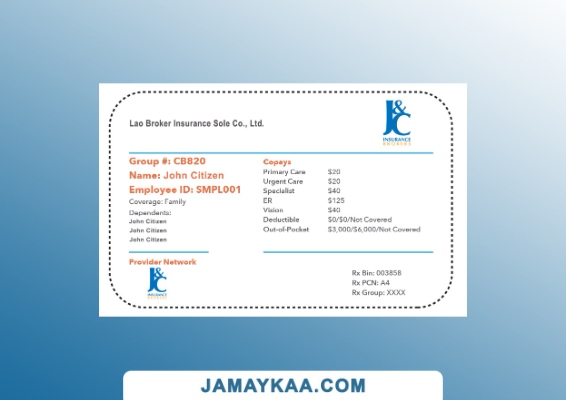 Lao Broker Insurance Sole Co., Ltd.
J&C
INSURANCE
BROKERS
Group #: CB820
Name: John Citizen
Employee ID: SMPL001
Coverage: Family
Dependents:
John Citizen
John Citizen
John Citizen
Copays
Primary Care $20
Urgent Care $20
Specialist $40
ER $125
Vision $40
Deductible $0/$0/Not Covered
Out-of-Pocket $3,000/$6,000/Not Covered
Provider Network
J&C
INSURANCE
Rx Bin: 003858
Rx PCN: A4
Rx Group: XXXX
JAMAYKAA.COM